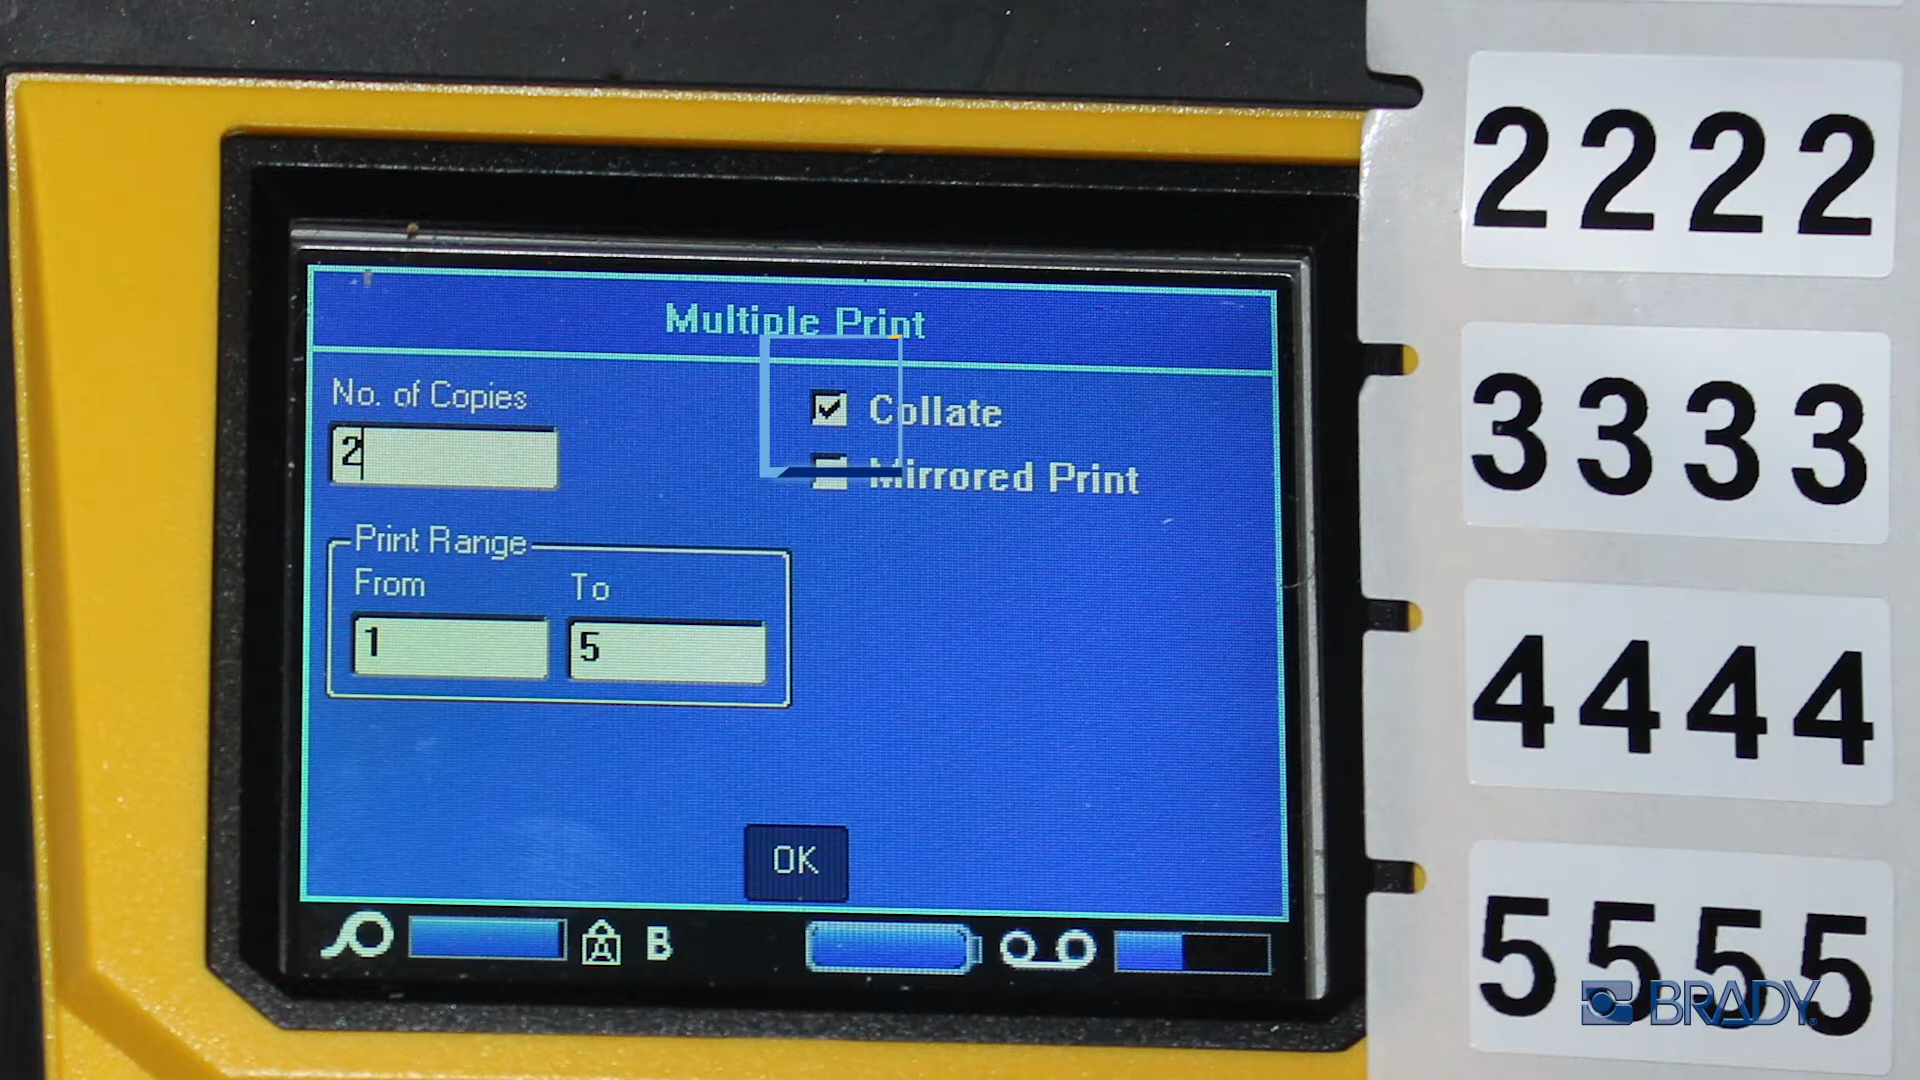 Multiple Print
No. of Copies
2
Collate
Mirrored Print
Print Range
From
To
1
5
OK
B
2222
3333
4444
5555
BRADY